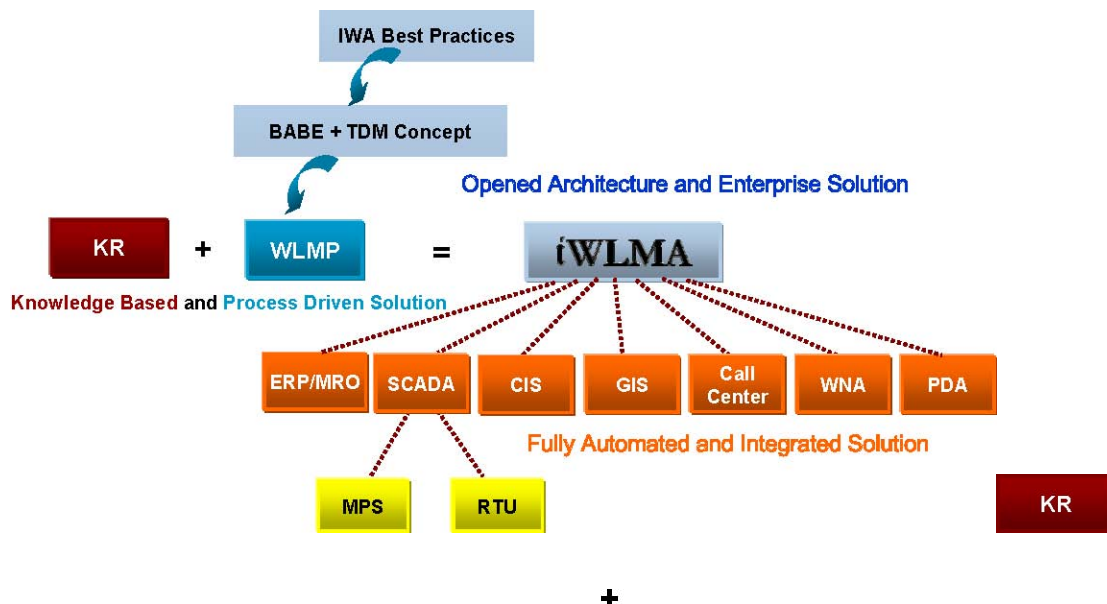 IWA Best Practices
BABE + TDM Concept
Opened Architecture and Enterprise Solution
KR + WLMP = iWLMA
Knowledge Based and Process Driven Solution
ERP/MRO SCADA CIS GIS Call Center WNA PDA
Fully Automated and Integrated Solution
MPS RTU KR
+